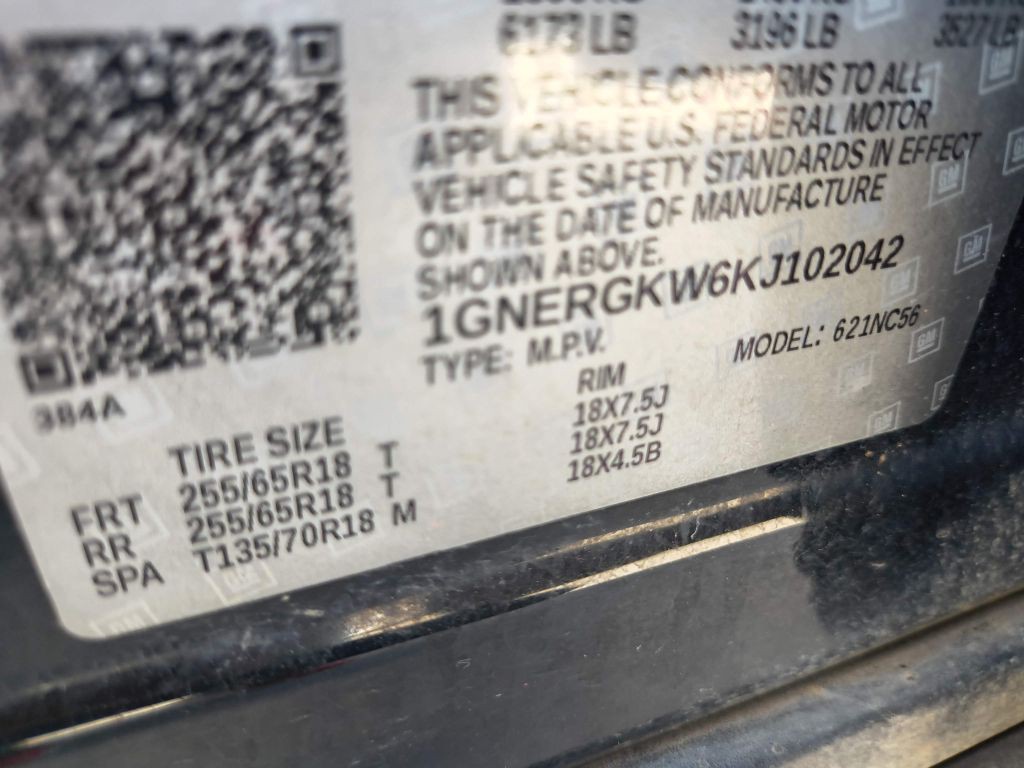 6173 LB 3196 LB 3527 LB
THIS VEHICLE CONFORMS TO ALL
APPLICABLE U.S. FEDERAL MOTOR
VEHICLE SAFETY STANDARDS IN EFFECT
ON THE DATE OF MANUFACTURE
SHOWN ABOVE.
1GNERGKW6KJ102042
TYPE: M.P.V. MODEL: 621NC56
384A
TIRE SIZE RIM
FRT 255/65R18 T 18X7.5J
RR 255/65R18 T 18X7.5J
SPA T135/70R18 M 18X4.5B